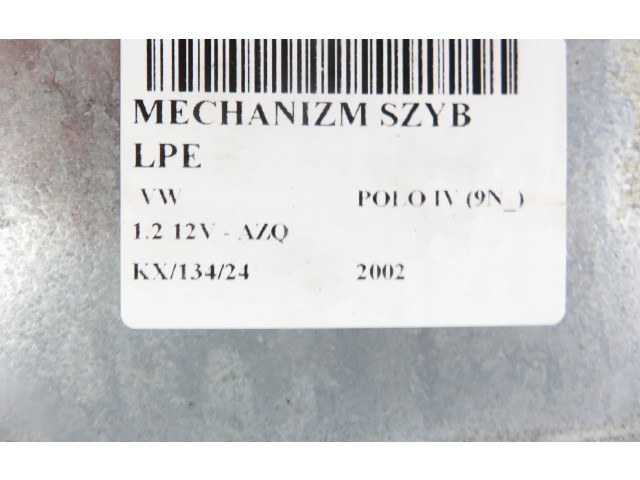 MECHANIZM SZYB
LPE
VW POLO IV (9N_)
1.2 12V - AZQ
KX/134/24 2002